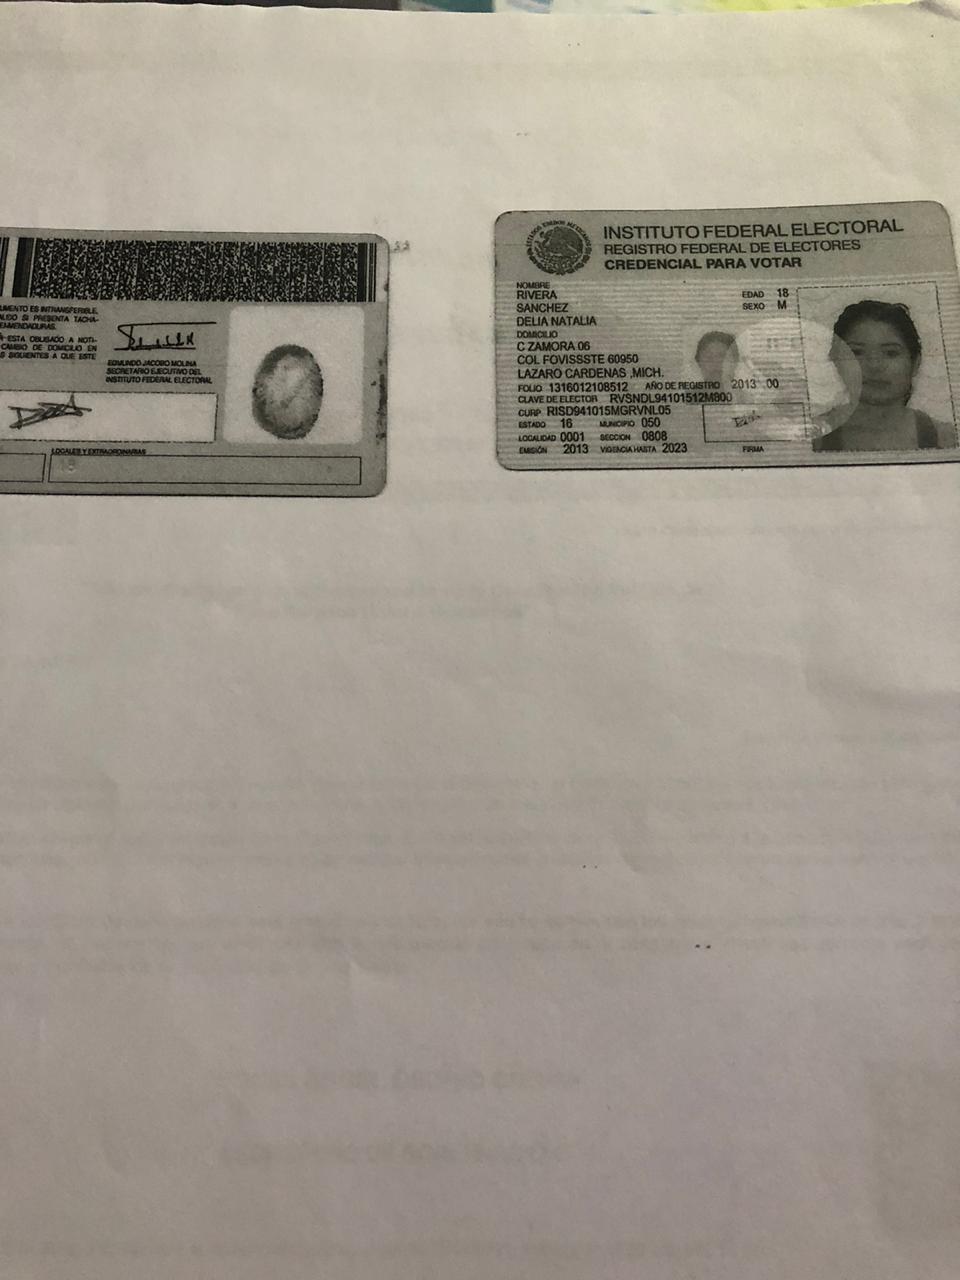 UMENTO ES INTRANSFERIBLE,
ALIDO SI PRESENTA TACHA-
ENMENDADURAS.
ESTA OBLIGADO A NOTI-
CAMBIO DE DOMICILIO EN
SIGUIENTES A QUE ESTE
EDMUNDO JACOBO MOLINA
SECRETARIO EJECUTIVO DEL
INSTITUTO FEDERAL ELECTORAL
LOCALES Y EXTRAORDINARIAS
ESTADOS UNIDOS MEXICANOS
INSTITUTO FEDERAL ELECTORAL
REGISTRO FEDERAL DE ELECTORES
CREDENCIAL PARA VOTAR
NOMBRE
RIVERA
SANCHEZ
DELIA NATALIA
EDAD 18
SEXO M
DOMICILIO
C ZAMORA 06
COL FOVISSSTE 60950
LAZARO CARDENAS ,MICH.
FOLIO 1316012108512 AÑO DE REGISTRO 2013 00
CLAVE DE ELECTOR RVSNDL94101512M800
CURP RISD941015MGRVNL05
ESTADO 16 MUNICIPIO 050
LOCALIDAD 0001 SECCION 0808
EMISIÓN 2013 VIGENCIA HASTA 2023 FIRMA